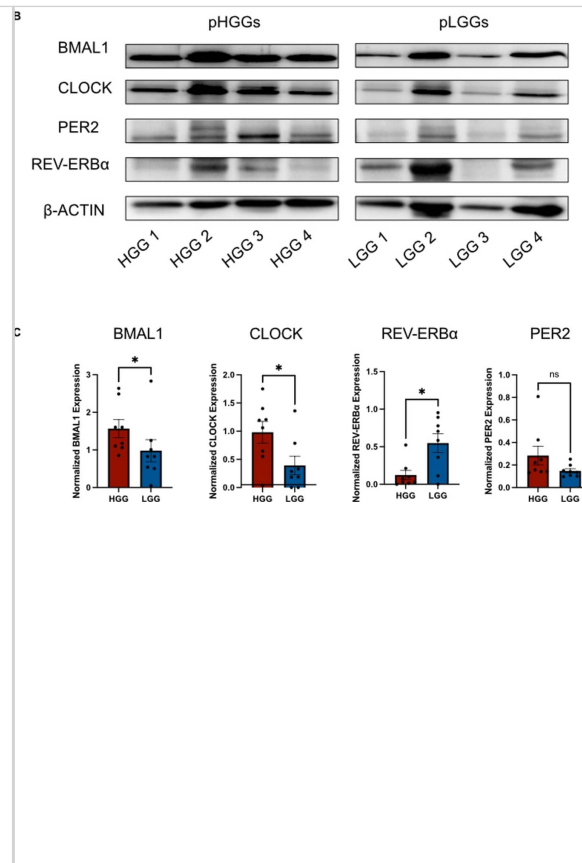 B
pHGGs pLGGs
BMAL1
CLOCK
PER2
REV-ERBα
β-ACTIN
HGG 1 HGG 2 HGG 3 HGG 4 LGG 1 LGG 2 LGG 3 LGG 4
C
BMAL1
Normalized BMAL1 Expression
3
2
1
0
*
HGG LGG
CLOCK
Normalized CLOCK Expression
2.0
1.5
1.0
0.5
0.0
*
HGG LGG
REV-ERBα
Normalized REV-ERBα Expression
1.5
1.0
0.5
0.0
*
HGG LGG
PER2
Normalized PER2 Expression
1.0
0.8
0.6
0.4
0.2
0.0
ns
HGG LGG